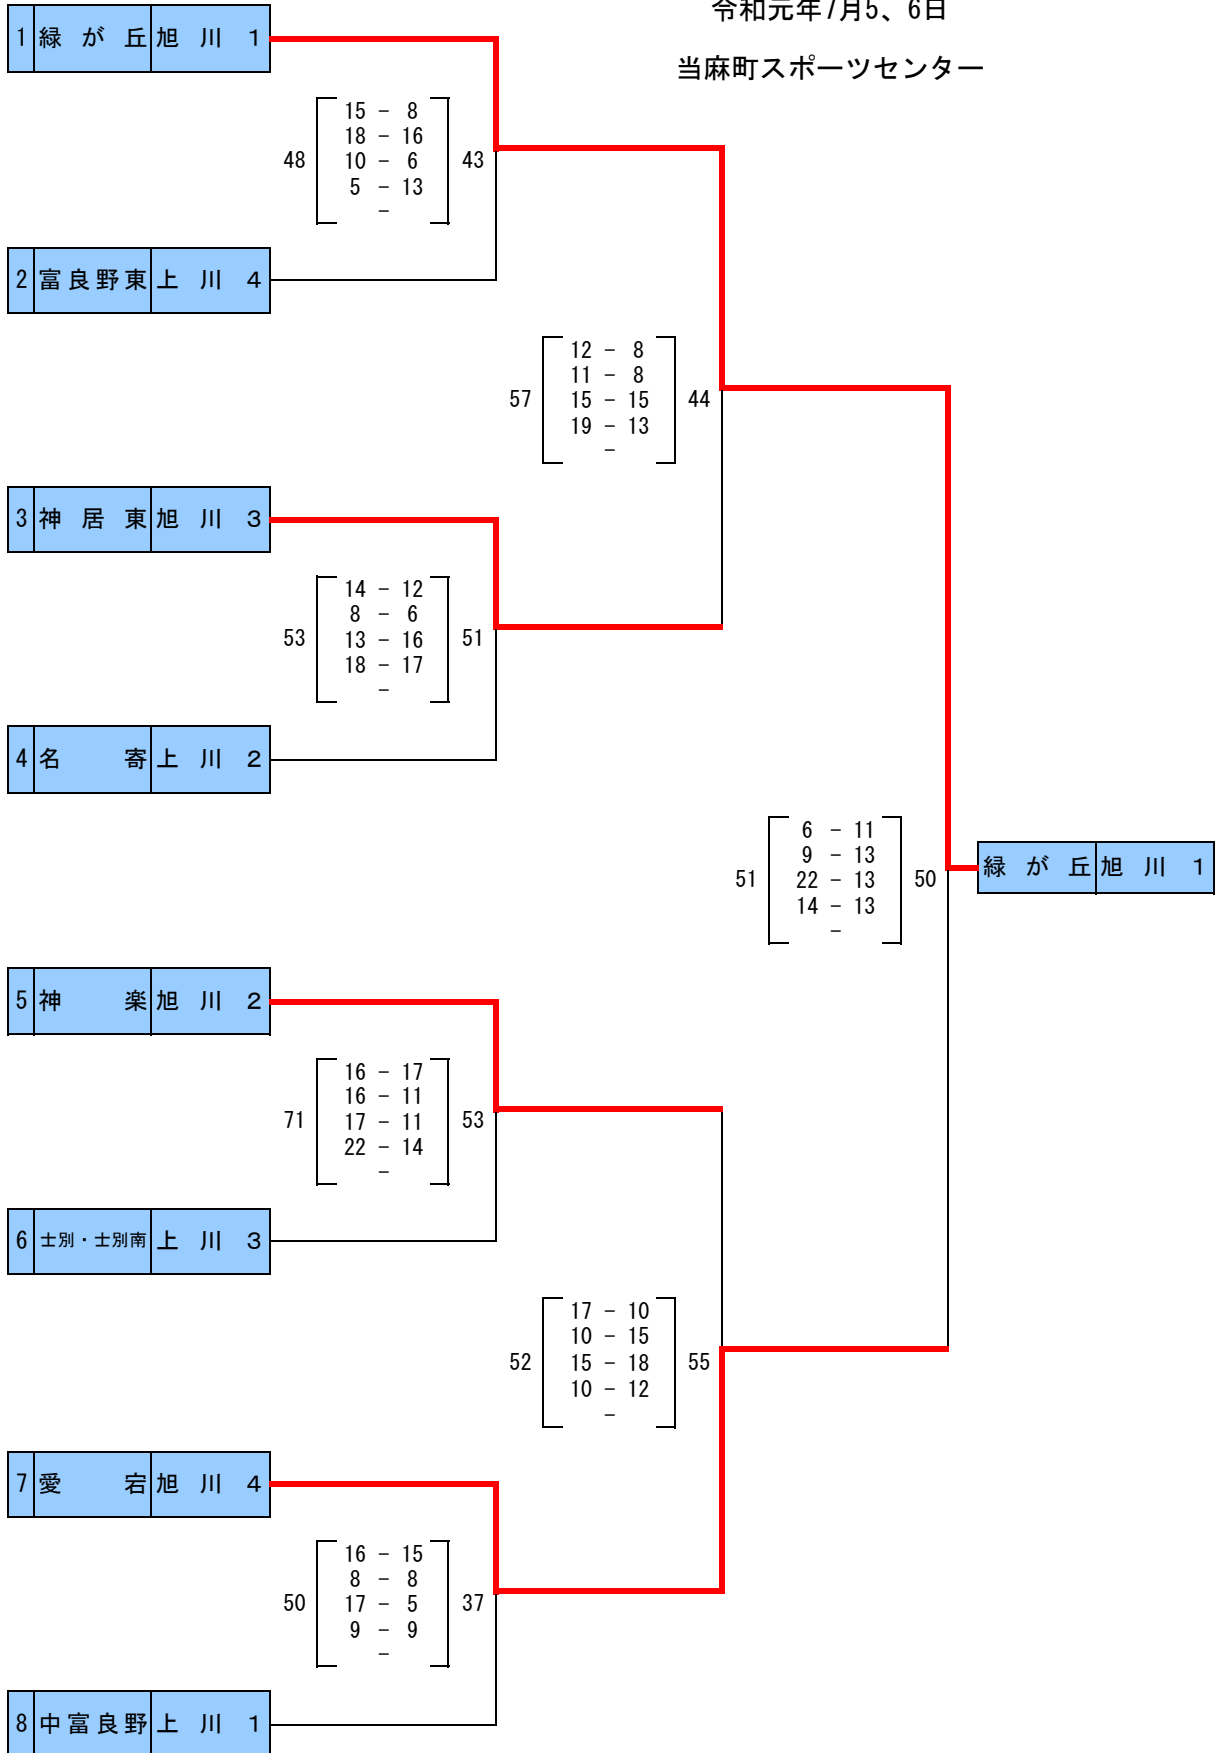 令和元年7月5、6日
当麻町スポーツセンター
1 緑が丘 旭川 1
15 - 8
18 - 16
48 10 - 6 43
5 - 13
-
2 富良野東 上川 4
12 - 8
11 - 8
57 15 - 15 44
19 - 13
-
3 神居東 旭川 3
14 - 12
8 - 6
53 13 - 16 51
18 - 17
-
4 名寄 上川 2
6 - 11
9 - 13
51 22 - 13 50
14 - 13
-
緑が丘 旭川 1
5 神楽 旭川 2
16 - 17
16 - 11
71 17 - 11 53
22 - 14
-
6 士別・士別南 上川 3
17 - 10
10 - 15
52 15 - 18 55
10 - 12
-
7 愛宕 旭川 4
16 - 15
8 - 8
50 17 - 5 37
9 - 9
-
8 中富良野 上川 1